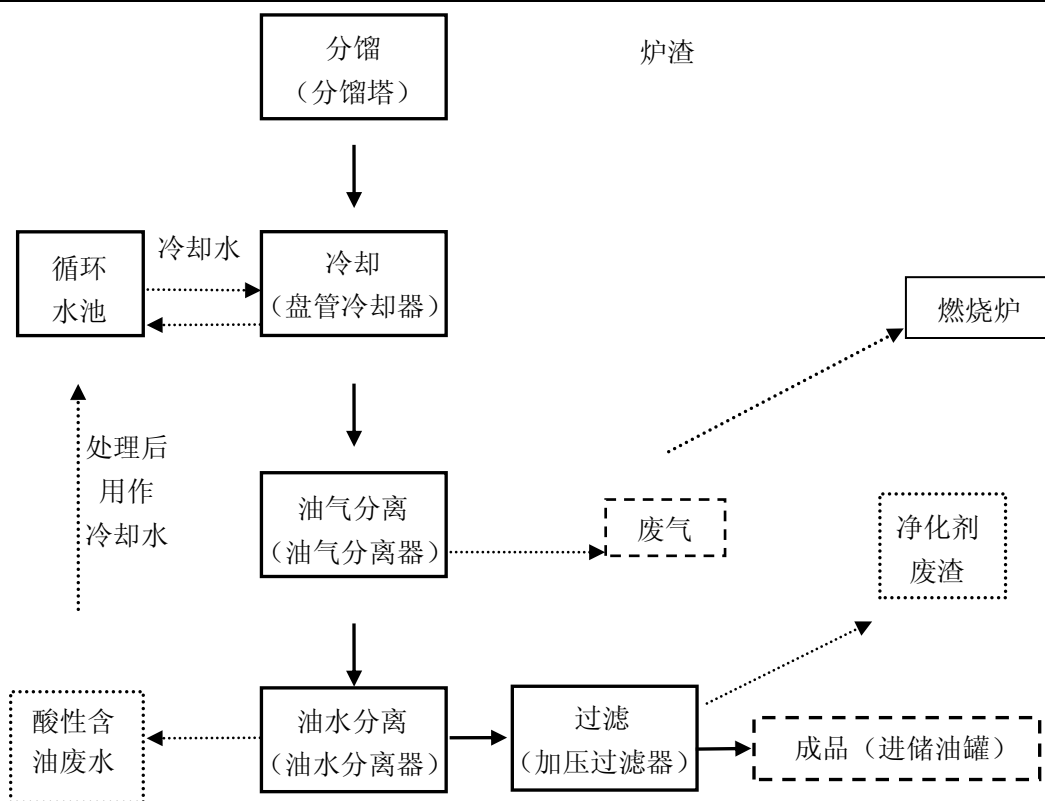 分馏
（分馏塔）
炉渣
循环
水池
冷却水
冷却
（盘管冷却器）
燃烧炉
处理后
用作
冷却水
油气分离
（油气分离器）
废气
净化剂
废渣
酸性含
油废水
油水分离
（油水分离器）
过滤
（加压过滤器）
成品（进储油罐）